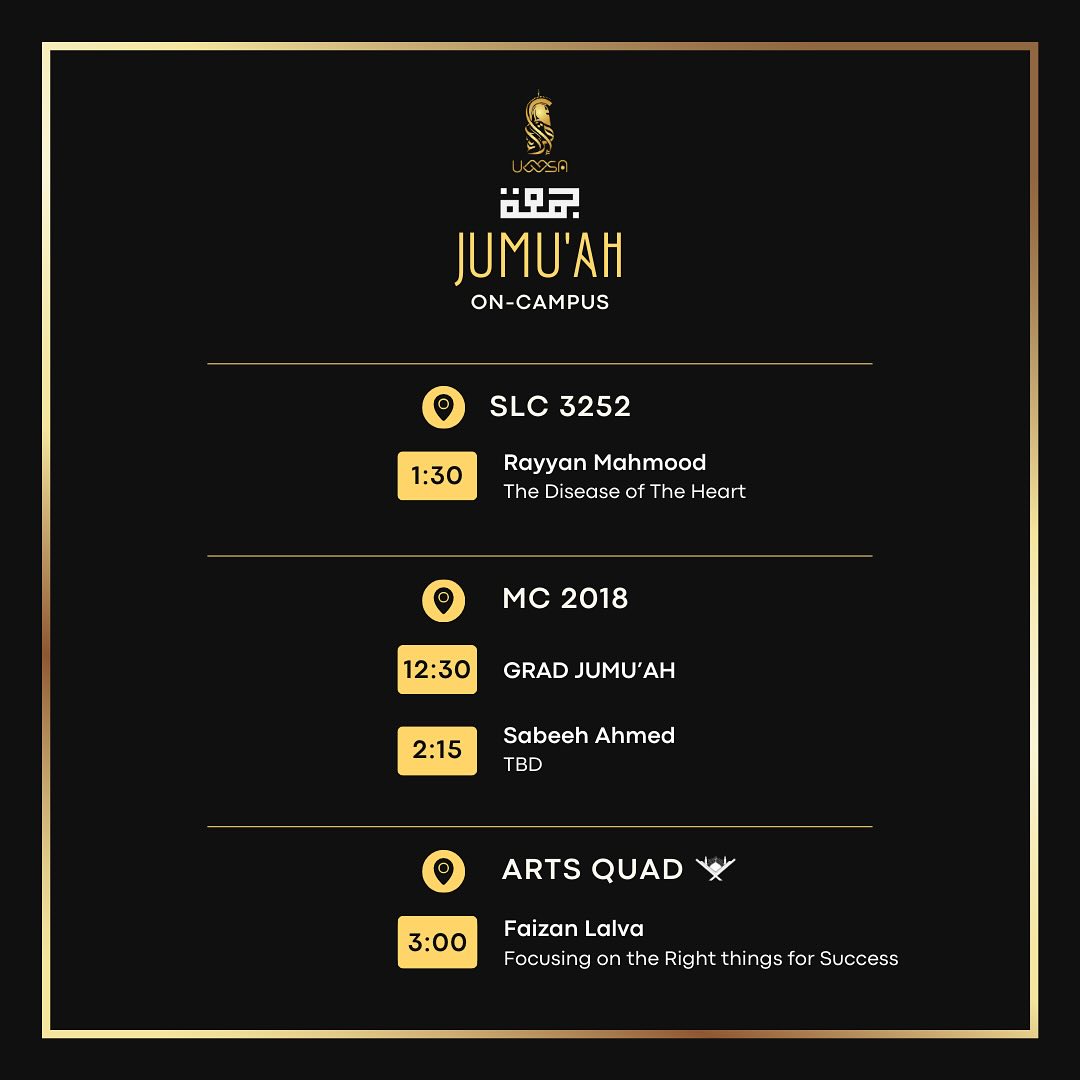 UWMSA
جمعة
JUMU'AH
ON-CAMPUS
SLC 3252
1:30
Rayyan Mahmood
The Disease of The Heart
MC 2018
12:30
GRAD JUMU’AH
2:15
Sabeeh Ahmed
TBD
ARTS QUAD
3:00
Faizan Lalva
Focusing on the Right things for Success